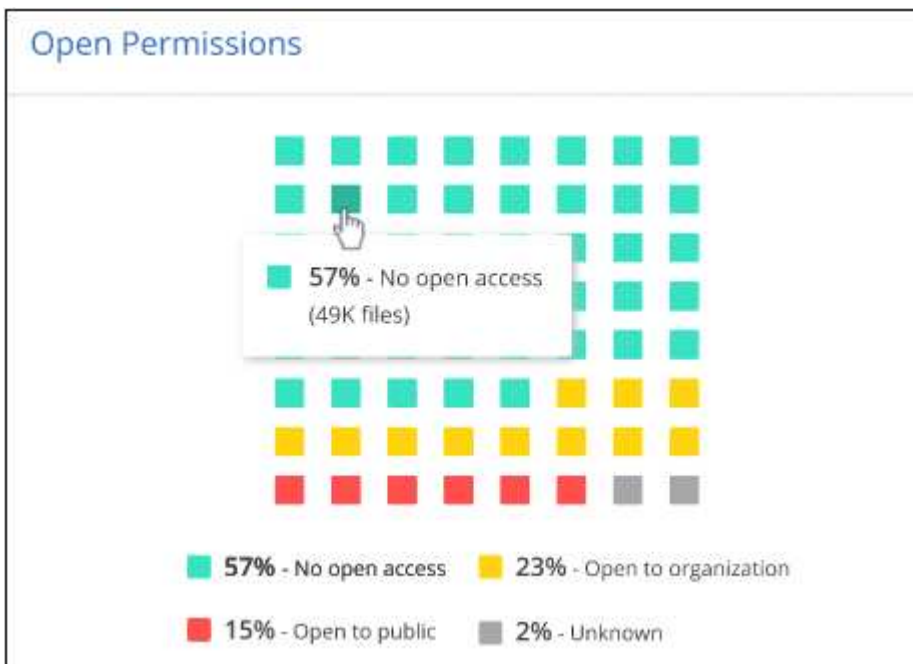 Open Permissions
57% - No open access
(49K files)
57% - No open access
23% - Open to organization
15% - Open to public
2% - Unknown